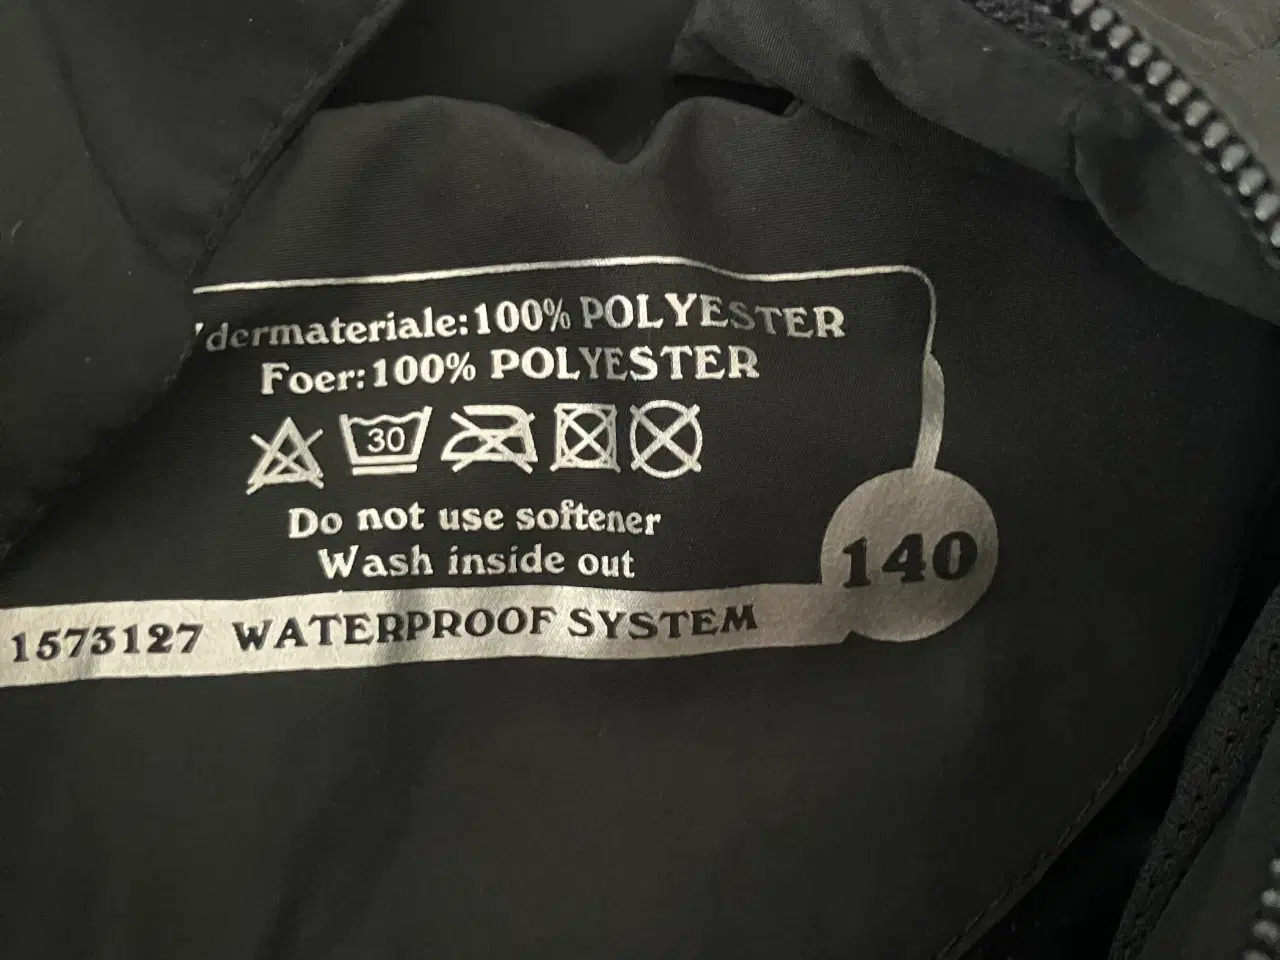 dermateriale: 100% POLYESTER
Foer: 100% POLYESTER
30
Do not use softener
Wash inside out
140
1573127 WATERPROOF SYSTEM